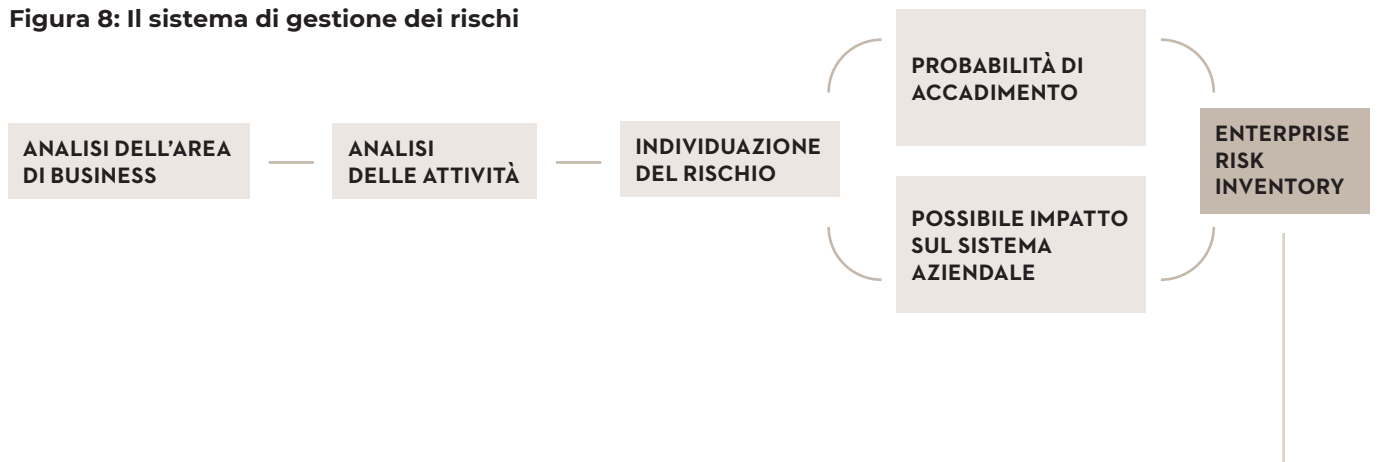 Figura 8: Il sistema di gestione dei rischi
ANALISI DELL'AREA
DI BUSINESS
ANALISI
DELLE ATTIVITÀ
INDIVIDUAZIONE
DEL RISCHIO
PROBABILITÀ DI
ACCADIMENTO
POSSIBILE IMPATTO
SUL SISTEMA
AZIENDALE
ENTERPRISE
RISK
INVENTORY